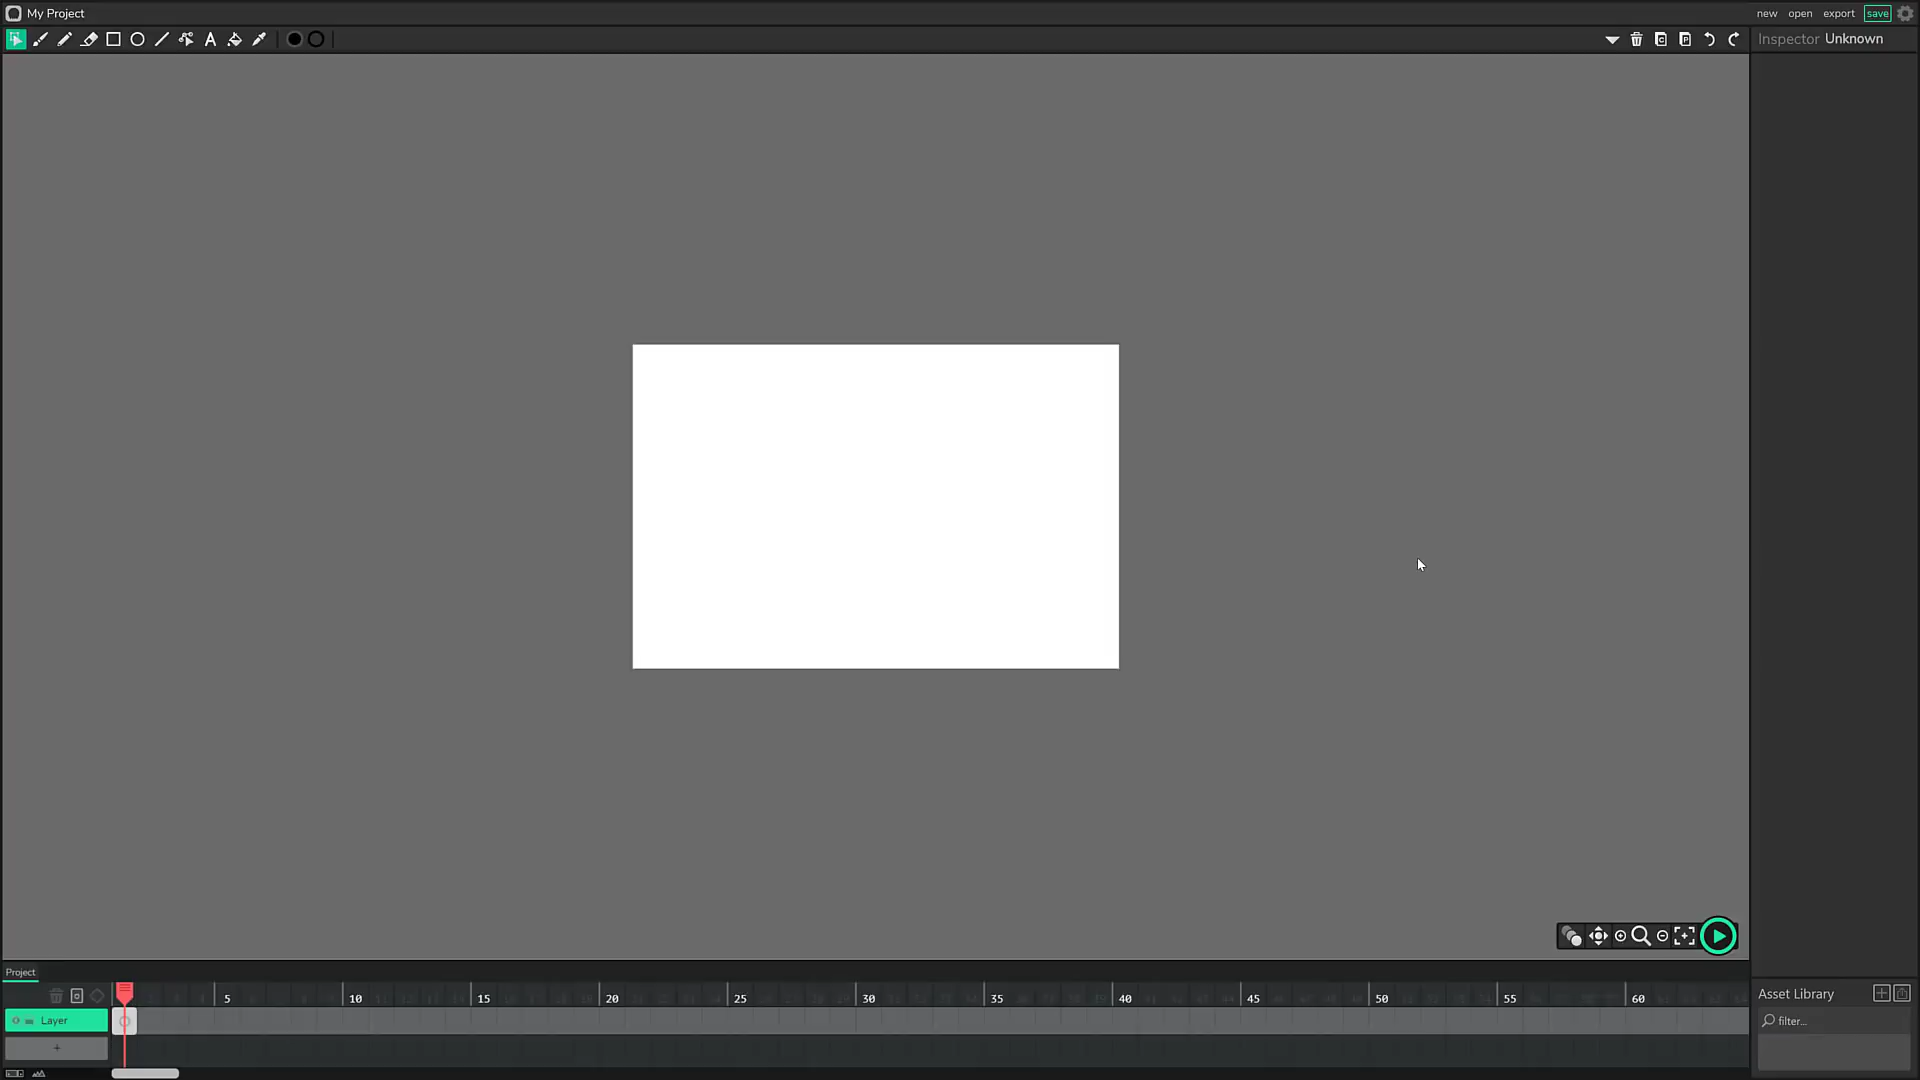 My Project
new open export save
A
Inspector Unknown
Project
5 10 15 20 25 30 35 40 45 50 55 60
Layer
+
Asset Library
filter...